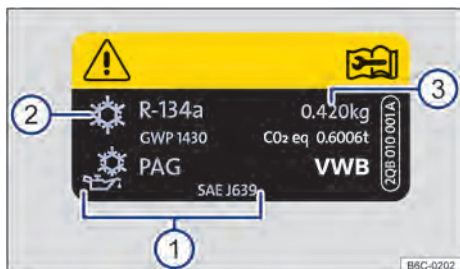 3
2
R-134a 0.420kg
GWP 1430 CO₂ eq 0.6006t
PAG VWB
SAE J639
2QB 010 001A
1
B6C-0202